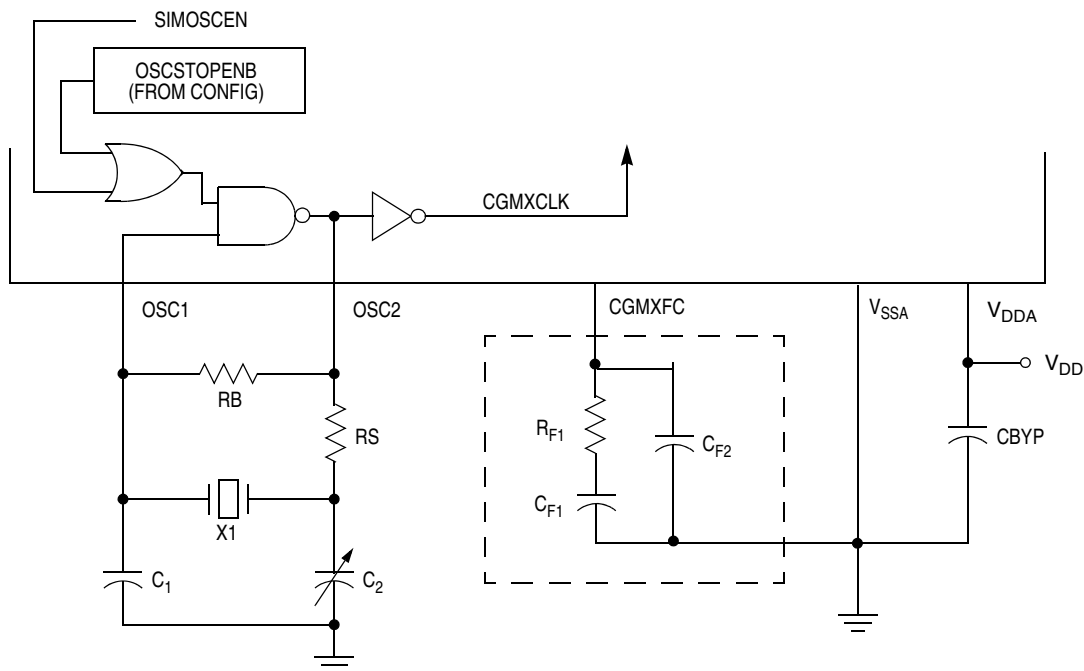 SIMOSCEN
OSCSTOPENB
(FROM CONFIG)
CGMXCLK
OSC1
OSC2
CGMXFC
VSSA
VDDA
VDD
RB
RS
RF1
CF2
CBYP
CF1
X1
C1
C2